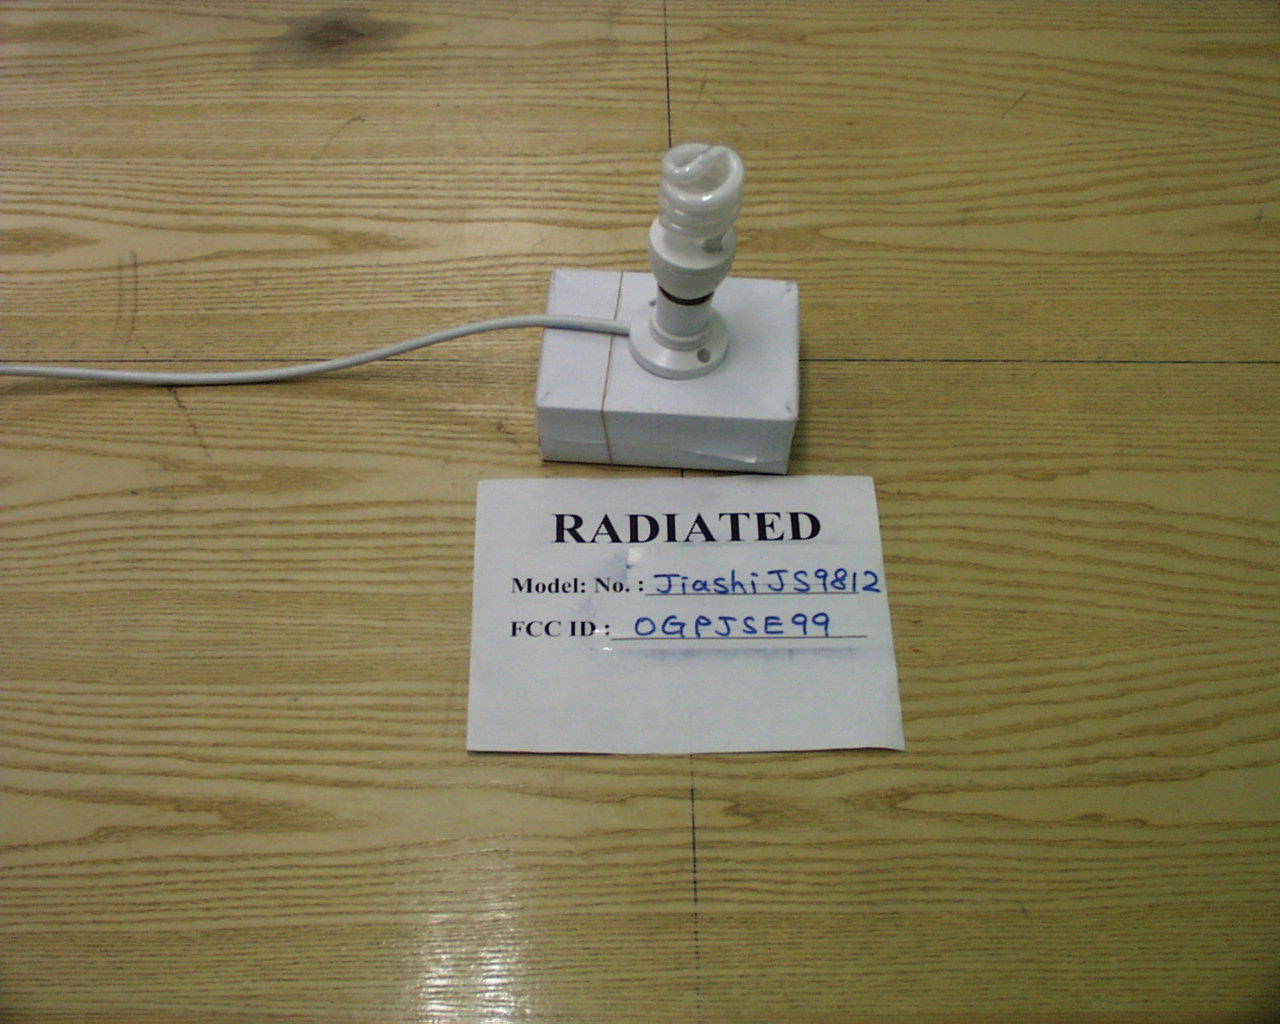 RADIATED
Model: No. : Jiashi JS9812
FCC ID : OGPJSE99